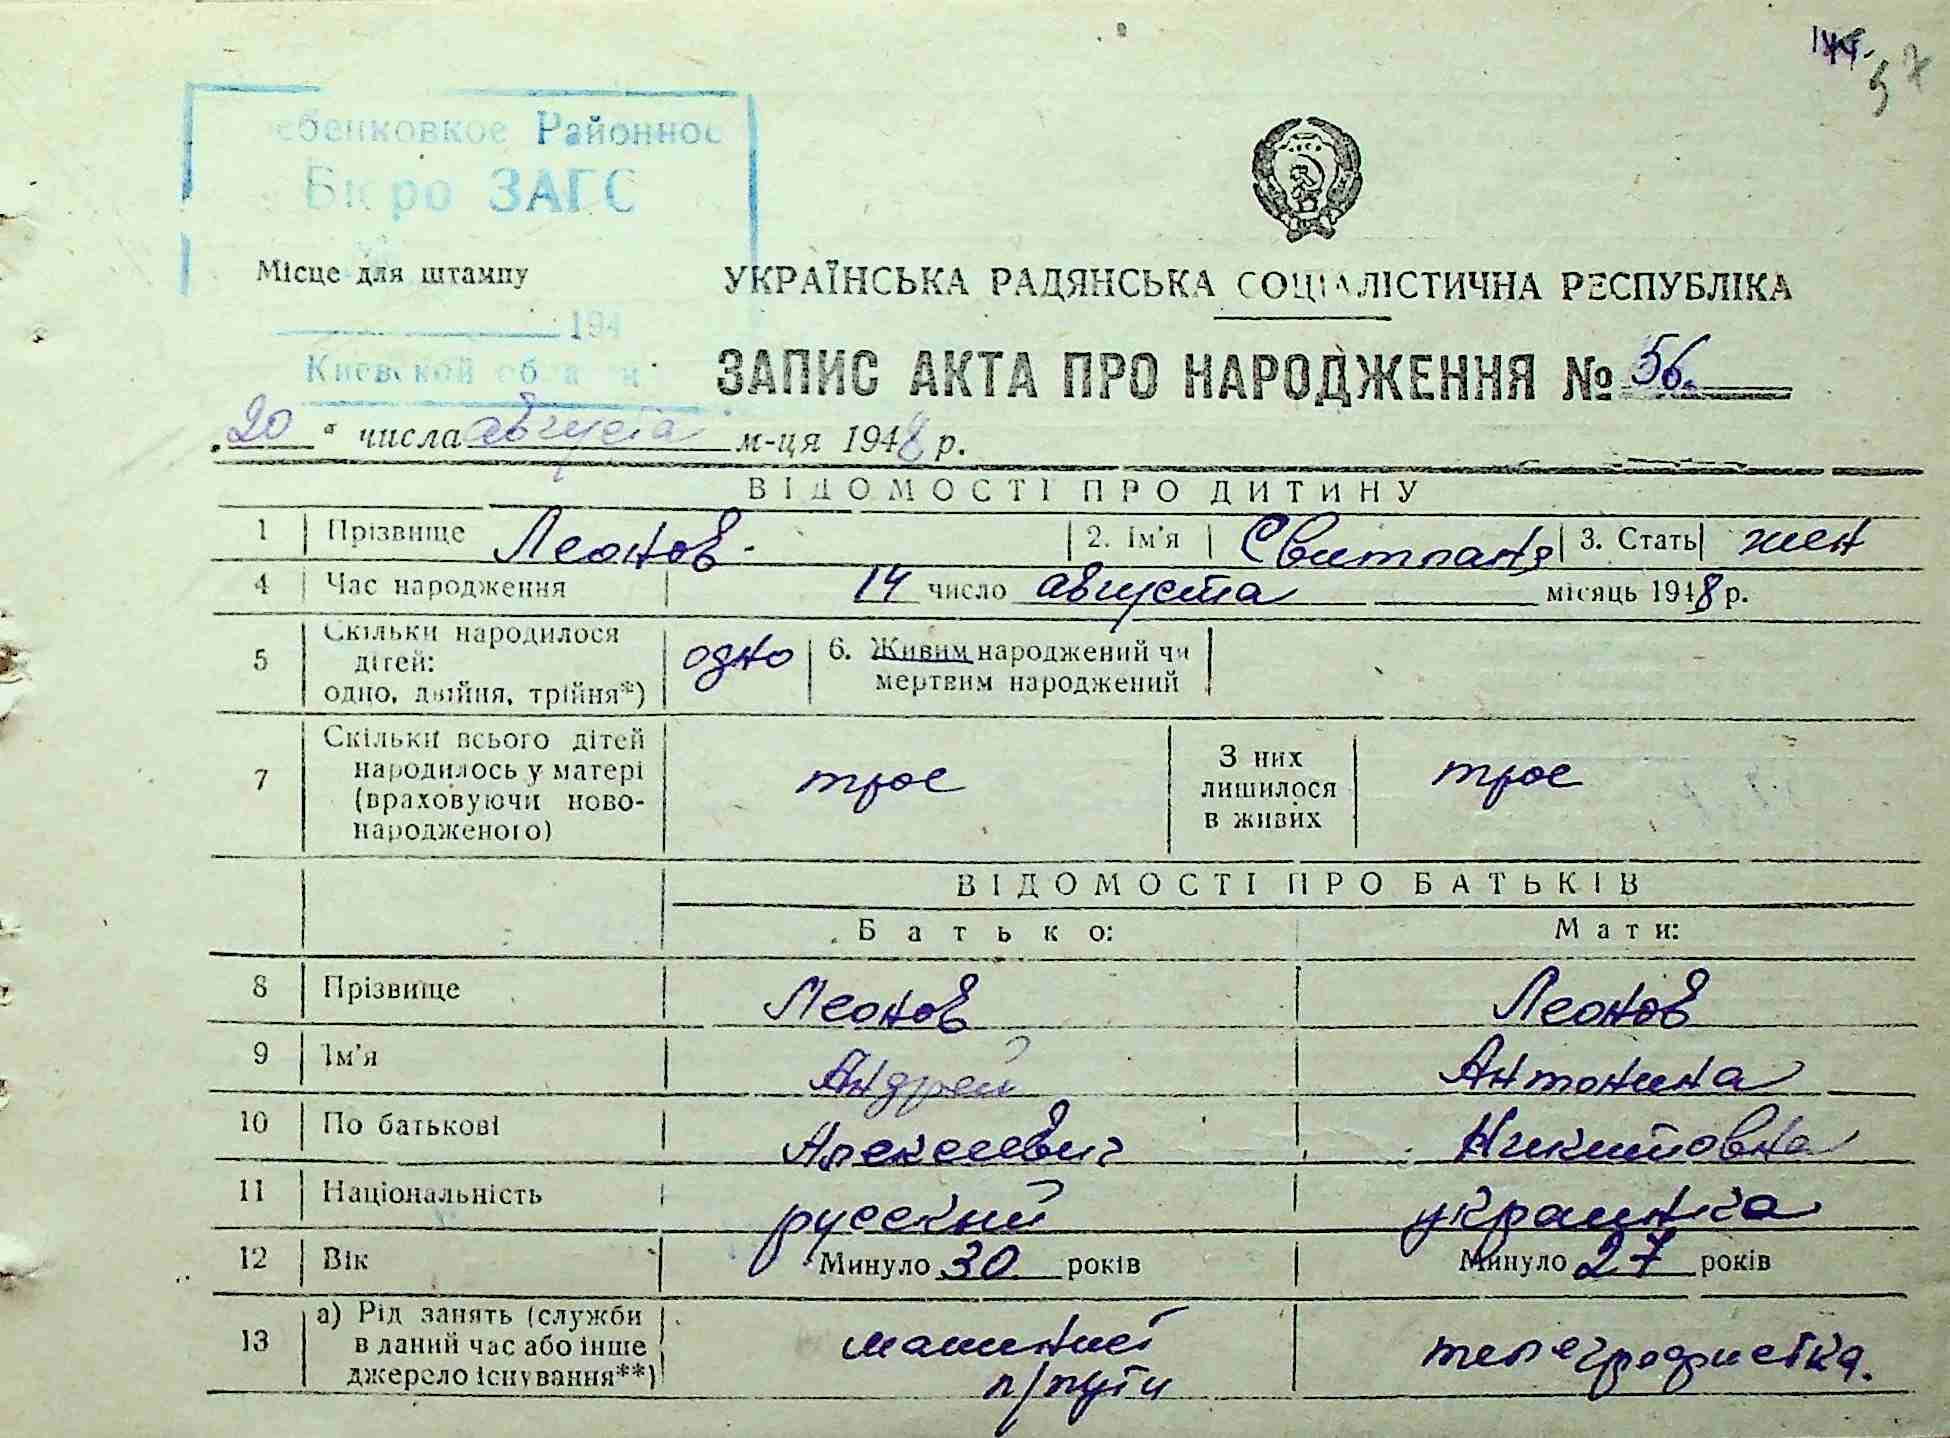 144. 57
ебенковкое Районное
Бюро ЗАГС
Місце для штампу
194
Киевской области
УКРАЇНСЬКА РАДЯНСЬКА СОЦІАЛІСТИЧНА РЕСПУБЛІКА
ЗАПИС АКТА ПРО НАРОДЖЕННЯ № 56.
„20“ числа августа м-ця 1948 р.
ВІДОМОСТІ ПРО ДИТИНУ
1 Прізвище Леонов. 2. Ім'я Свитлана 3. Стать жен
4 Час народження 14 число августа місяць 1948 р.
5 Скільки народилося дітей: одно, двійня, трійня*) одно 6. Живим народжений чи мертвим народжений
7 Скільки всього дітей народилось у матері (враховуючи новонародженого) трое З них лишилося в живих трое
ВІДОМОСТІ ПРО БАТЬКІВ
Батько: Мати:
8 Прізвище Леонов Леонов
9 Ім'я Андрей Антонина
10 По батькові Алексеевич Никитовна
11 Національність русский украинка
12 Вік Минуло 30 років Минуло 27 років
13 а) Рід занять (служби в даний час або інше джерело існування**) машинист п/пути телеграфистка.